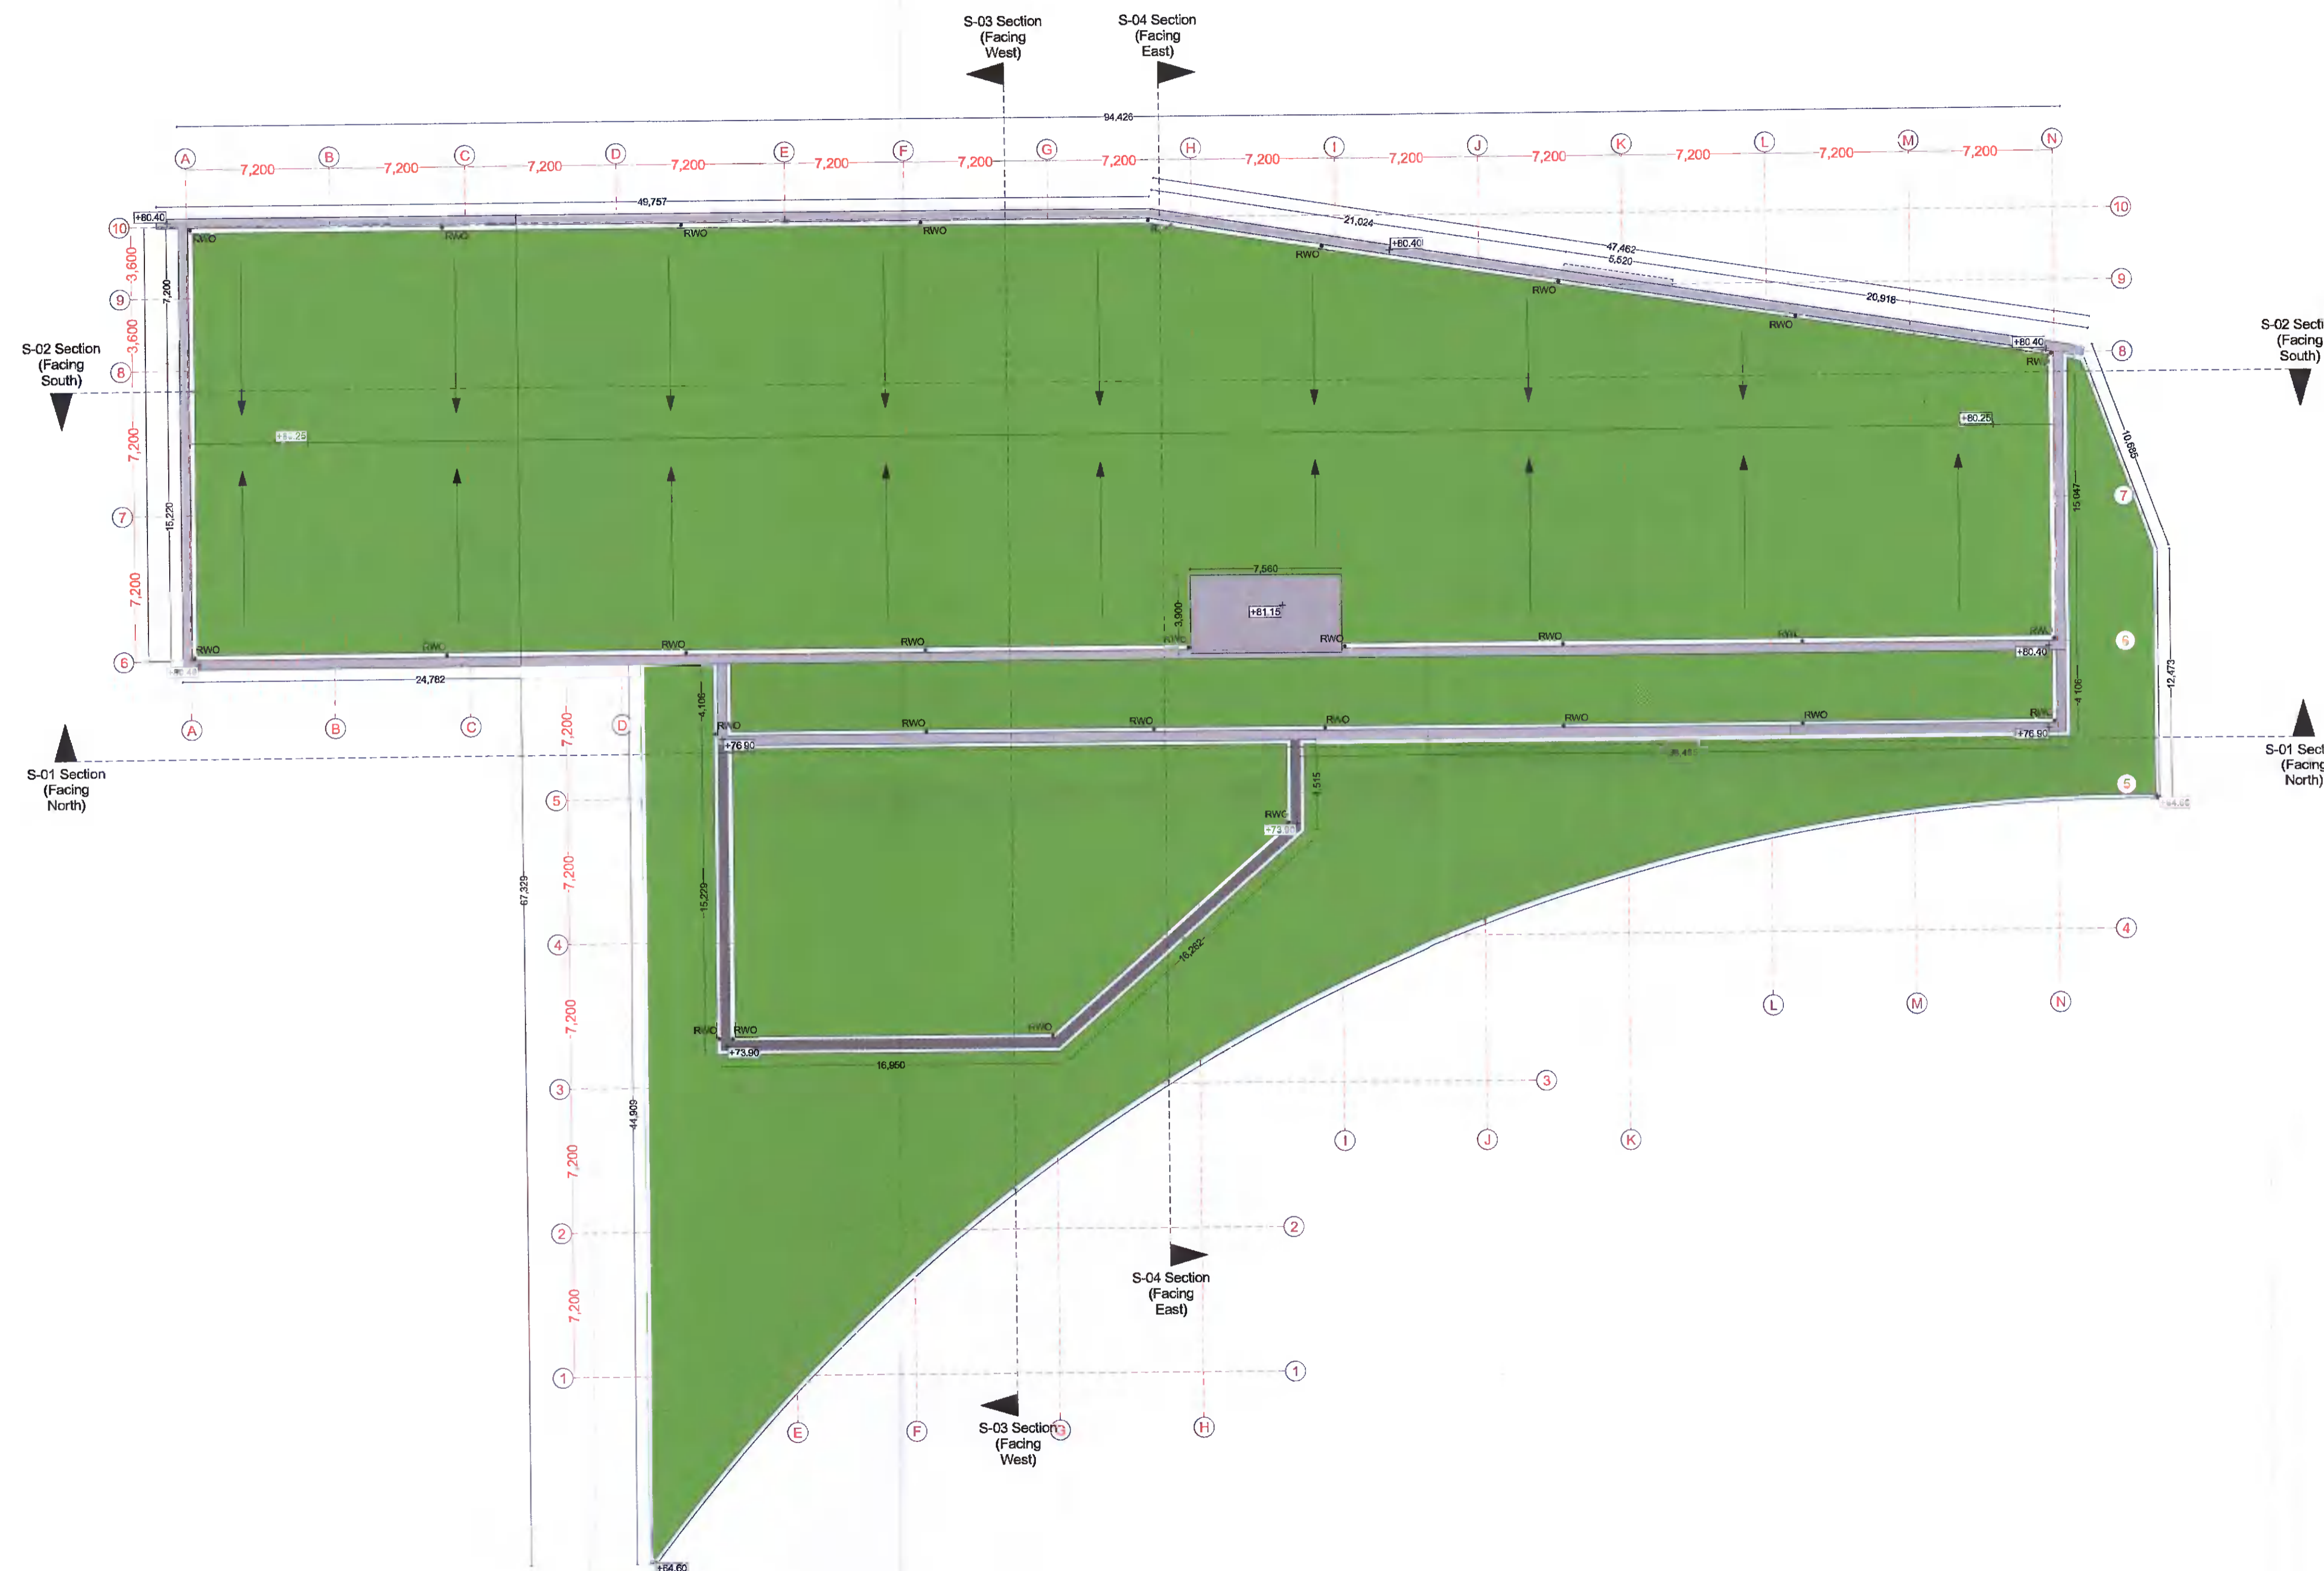 S-03 Section
(Facing
West)
S-04 Section
(Facing
East)
94,426
A
B
C
D
E
F
G
H
I
J
K
L
M
N
7,200
7,200
7,200
7,200
7,200
7,200
7,200
7,200
7,200
7,200
7,200
7,200
7,200
49,757
21,024
47,462
5,520
20,918
+80.40
+80.40
+80.40
10
9
8
7
6
3,600
3,600
7,200
7,200
7,200
15,220
10
9
8
7
6
5
4
RWO
RWO
RWO
RWO
RWO
RWO
RWO
S-02 Section
(Facing
South)
(Facing
South)
+80.25
+80.25
10,685
15,047
7,560
3,900
+81.15
RWO
RWO
RWO
RWO
RWO
RWO
+80.40
4,106
12,473
24,782
A
B
C
D
S-01 Section
(Facing
North)
(Facing
North)
4,106
RWO
RWO
RWO
RWO
RWO
RWO
+76.90
+76.90
4,515
5
4
3
2
1
7,200
7,200
7,200
7,200
7,200
67,329
44,909
15,229
RWO
RWO
RWO
+73.90
16,950
16,262
3
2
1
L
M
N
I
J
K
E
F
G
H
S-04 Section
(Facing
East)
S-03 Section
(Facing
West)
+64.60